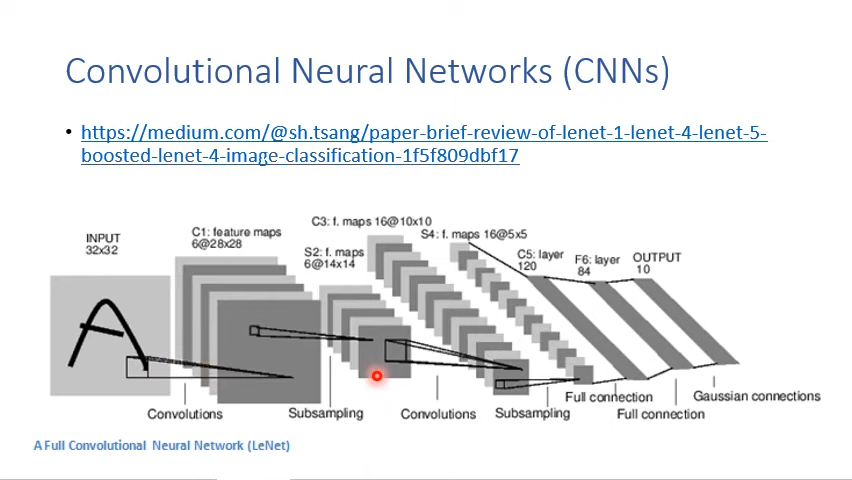 Convolutional Neural Networks (CNNs)
• https://medium.com/@sh.tsang/paper-brief-review-of-lenet-1-lenet-4-lenet-5-
boosted-lenet-4-image-classification-1f5f809dbf17
INPUT
32x32
C1: feature maps
6@28x28
S2: f. maps
6@14x14
C3: f. maps 16@10x10
S4: f. maps 16@5x5
C5: layer
120
F6: layer
84
OUTPUT
10
Convolutions
Subsampling
Convolutions
Subsampling
Full connection
Full connection
Gaussian connections
A Full Convolutional Neural Network (LeNet)